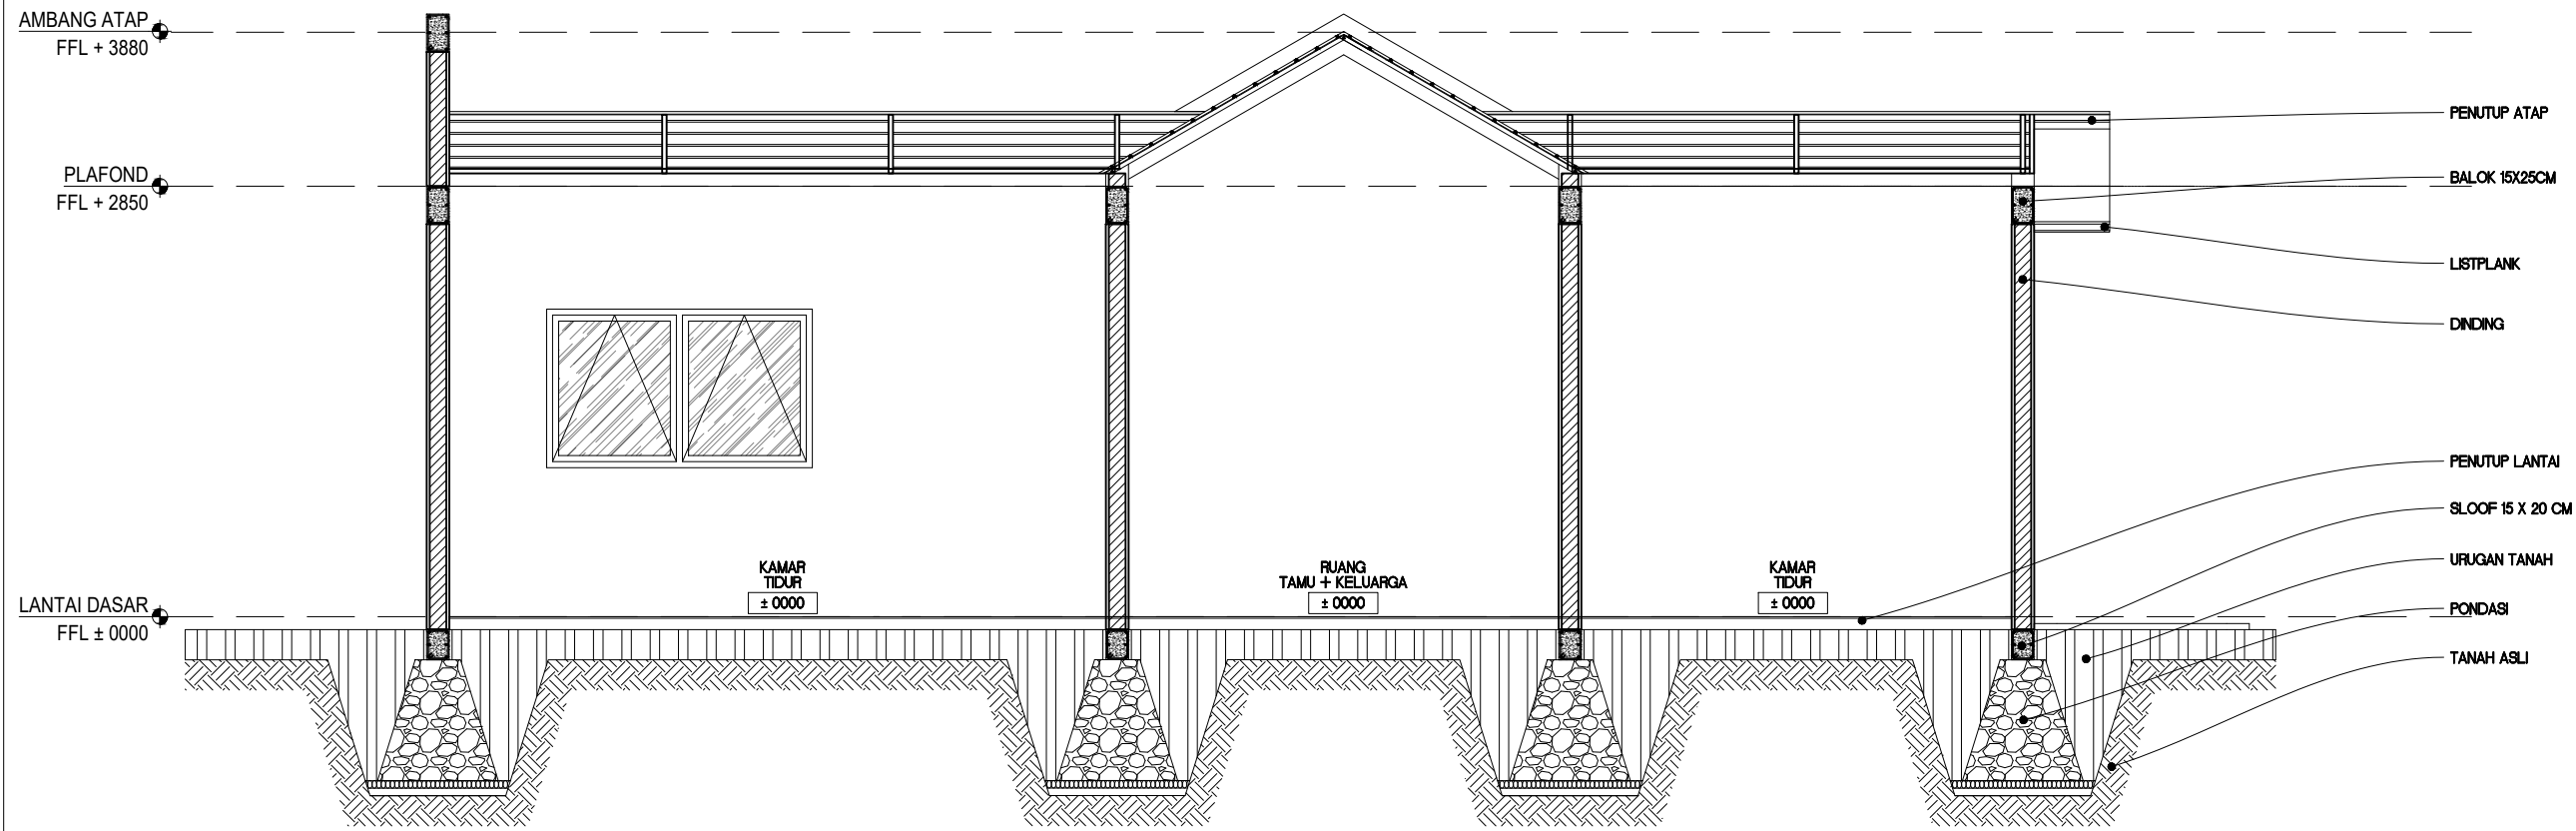 AMBANG ATAP
FFL + 3880
PLAFOND
FFL + 2850
LANTAI DASAR
FFL ± 0000
KAMAR
TIDUR
± 0000
RUANG
TAMU + KELUARGA
± 0000
KAMAR
TIDUR
± 0000
PENUTUP ATAP
BALOK 15X25CM
LISTPLANK
DINDING
PENUTUP LANTAI
SLOOF 15 X 20 CM
URUGAN TANAH
PONDASI
TANAH ASLI